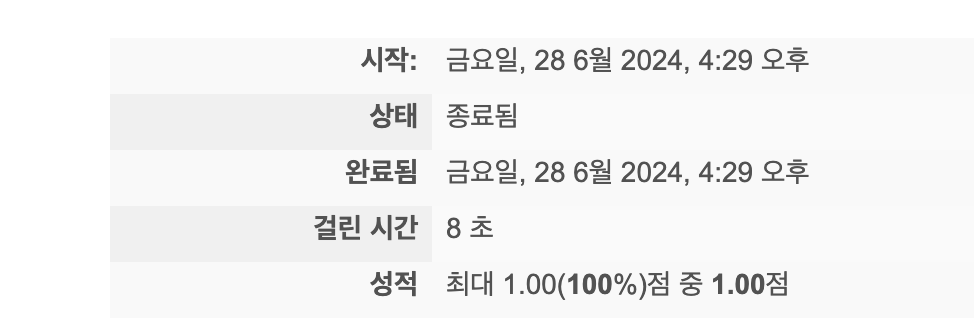 시작: 금요일, 28 6월 2024, 4:29 오후
상태 종료됨
완료됨 금요일, 28 6월 2024, 4:29 오후
걸린 시간 8 초
성적 최대 1.00(100%)점 중 1.00점